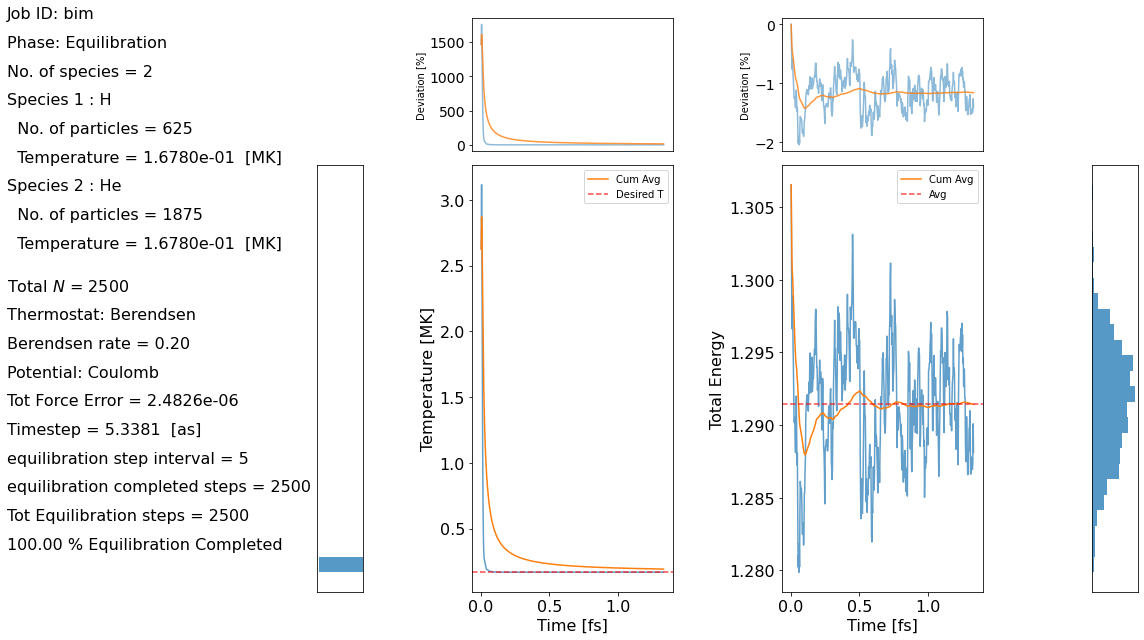 Job ID: bim
Phase: Equilibration
No. of species = 2
Species 1 : H
No. of particles = 625
Temperature = 1.6780e-01 [MK]
Species 2 : He
No. of particles = 1875
Temperature = 1.6780e-01 [MK]
Total N = 2500
Thermostat: Berendsen
Berendsen rate = 0.20
Potential: Coulomb
Tot Force Error = 2.4826e-06
Timestep = 5.3381 [as]
equilibration step interval = 5
equilibration completed steps = 2500
Tot Equilibration steps = 2500
100.00 % Equilibration Completed
Deviation [%]
1500
1000
500
0
Temperature [MK]
3.0
2.5
2.0
1.5
1.0
0.5
Cum Avg
Desired T
0.0 0.5 1.0
Time [fs]
Deviation [%]
0
−1
−2
Total Energy
1.305
1.300
1.295
1.290
1.285
1.280
Cum Avg
Avg
0.0 0.5 1.0
Time [fs]